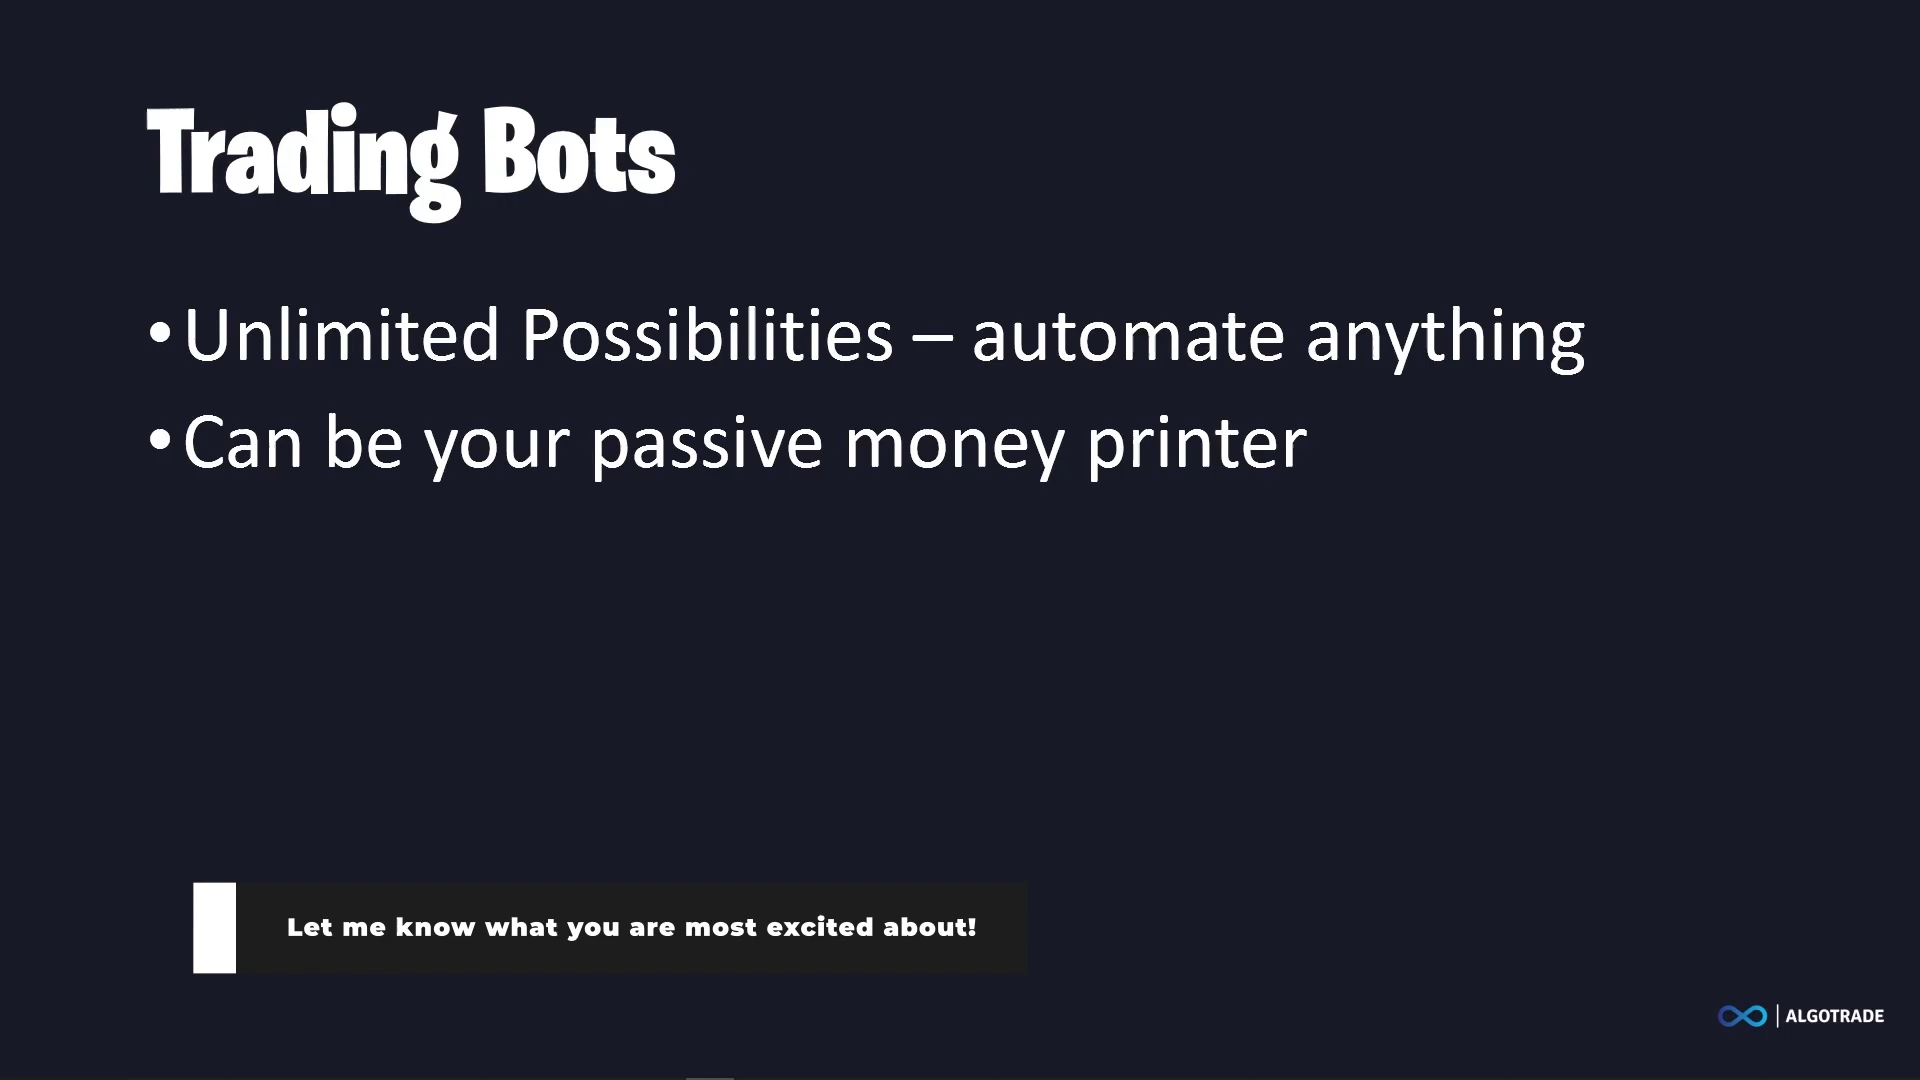 Trading Bots
•Unlimited Possibilities – automate anything
•Can be your passive money printer
Let me know what you are most excited about!
ALGOTRADE